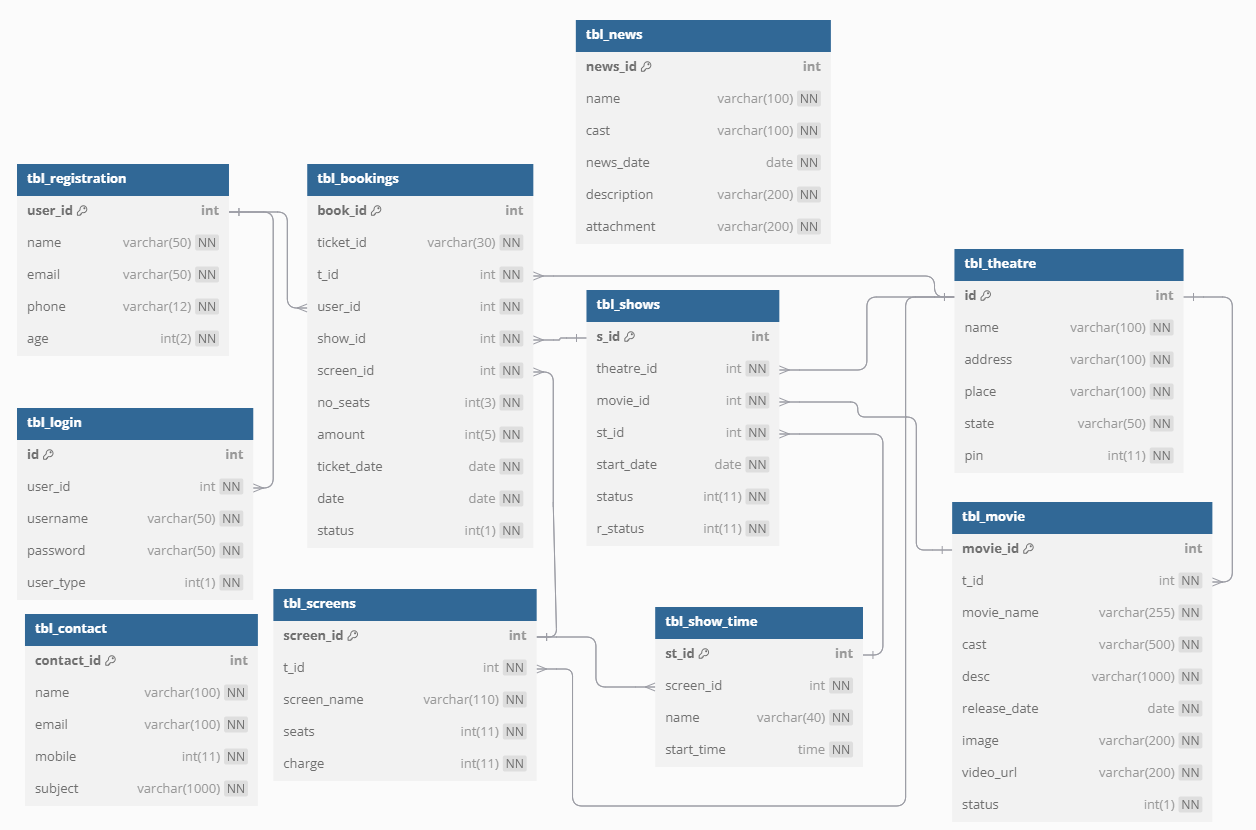 tbl_news
news_id int
name varchar(100) NN
cast varchar(100) NN
news_date date NN
description varchar(200) NN
attachment varchar(200) NN
tbl_registration
user_id int
name varchar(50) NN
email varchar(50) NN
phone varchar(12) NN
age int(2) NN
tbl_bookings
book_id int
ticket_id varchar(30) NN
t_id int NN
user_id int NN
show_id int NN
screen_id int NN
no_seats int(3) NN
amount int(5) NN
ticket_date date NN
date date NN
status int(1) NN
tbl_shows
s_id int
theatre_id int NN
movie_id int NN
st_id int NN
start_date date NN
status int(11) NN
r_status int(11) NN
tbl_theatre
id int
name varchar(100) NN
address varchar(100) NN
place varchar(100) NN
state varchar(50) NN
pin int(11) NN
tbl_login
id int
user_id int NN
username varchar(50) NN
password varchar(50) NN
user_type int(1) NN
tbl_contact
contact_id int
name varchar(100) NN
email varchar(100) NN
mobile int(11) NN
subject varchar(1000) NN
tbl_screens
screen_id int
t_id int NN
screen_name varchar(110) NN
seats int(11) NN
charge int(11) NN
tbl_show_time
st_id int
screen_id int NN
name varchar(40) NN
start_time time NN
tbl_movie
movie_id int
t_id int NN
movie_name varchar(255) NN
cast varchar(500) NN
desc varchar(1000) NN
release_date date NN
image varchar(200) NN
video_url varchar(200) NN
status int(1) NN